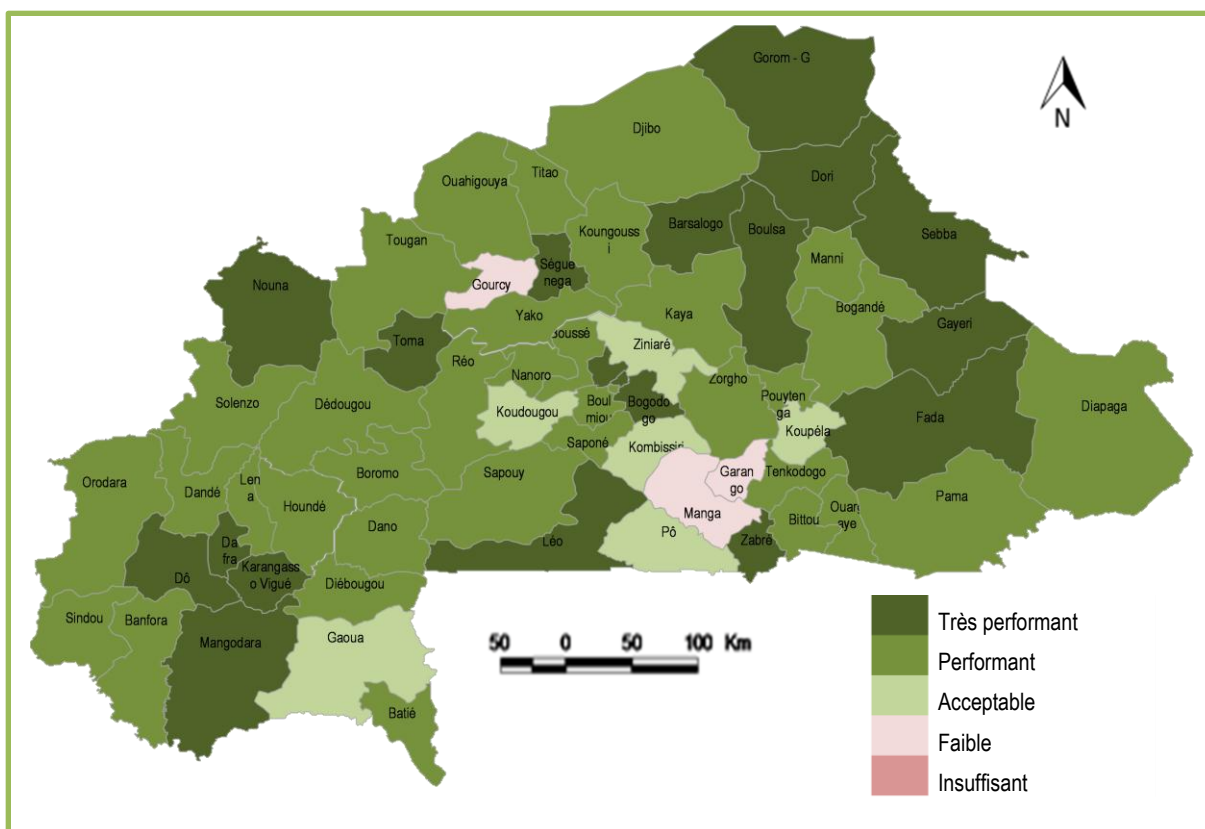 Gorom - G
N
Djibo
Titao
Ouahigouya
Dori
Barsalogo
Boulsa
Koungoussi
Sebba
Tougan
Manni
Ségue
nega
Gourcy
Nouna
Bogandé
Kaya
Yako
Gayeri
Toma
Boussé
Ziniaré
Réo
Nanoro
Zorgho
Pouyten
ga
Solenzo
Dédougou
Koudougou
Boul
miou
Bogodo
go
Fada
Diapaga
Koupéla
Saponé
Kombissiri
Boromo
Sapouy
Garan
go
Tenkodogo
Orodara
Len
a
Dandé
Houndé
Pama
Dano
Manga
Bittou
Ouarg
aye
Pô
Léo
Zabré
Da
fra
Dô
Karangass
o Vigué
Diébougou
Sindou
Banfora
Mangodara
Gaoua
Batié
50 0 50 100 Km
Très performant
Performant
Acceptable
Faible
Insuffisant